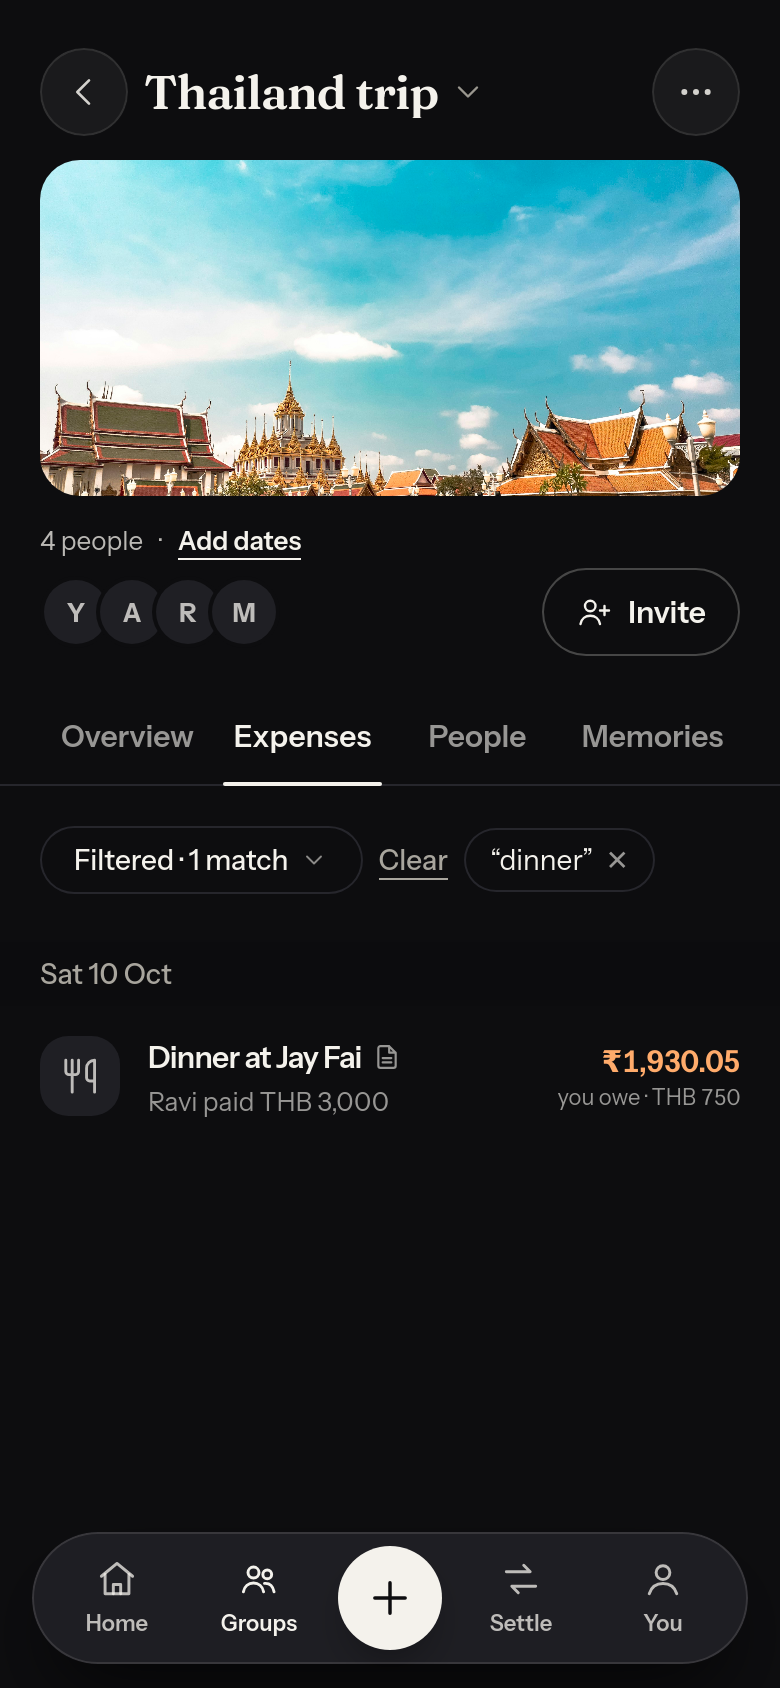 Thailand trip
4 people · Add dates
Y A R M
Invite
Overview Expenses People Memories
Filtered · 1 match Clear “dinner”
Sat 10 Oct
Dinner at Jay Fai ₹1,930.05
Ravi paid THB 3,000 you owe · THB 750
Home Groups Settle You